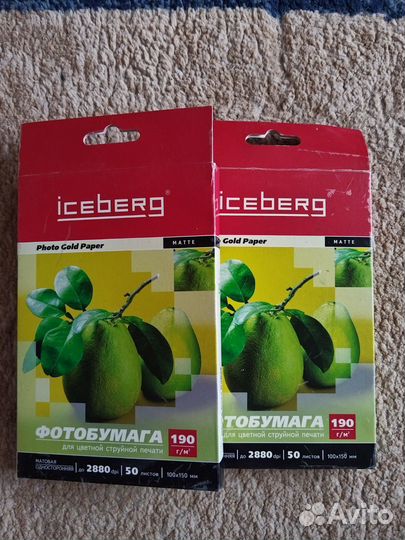 iceberg®
Photo Gold Paper
MATTE
ФОТОБУМАГА
для цветной струйной печати
190
г/м²
МАТОВАЯ
ОДНОСТОРОННЯЯ
до 2880 dpi
50 листов
100x150 мм
iceberg®
Gold Paper
MATTE
ФОТОБУМАГА
цветной струйной печати
190
г/м²
до 2880 dpi
50 листов
100x150 мм
Avito